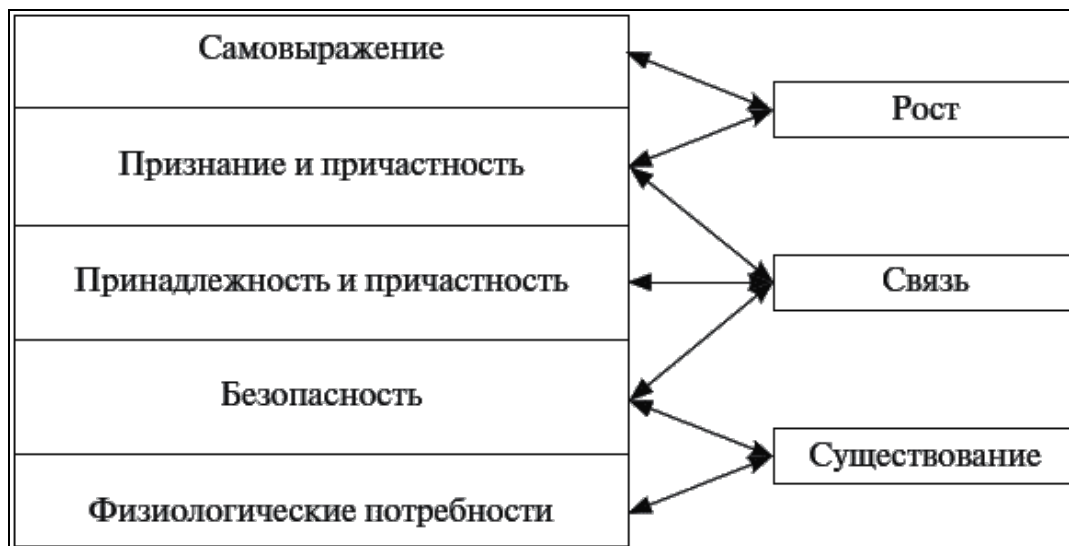 Самовыражение
Признание и причастность
Принадлежность и причастность
Безопасность
Физиологические потребности
Рост
Связь
Существование